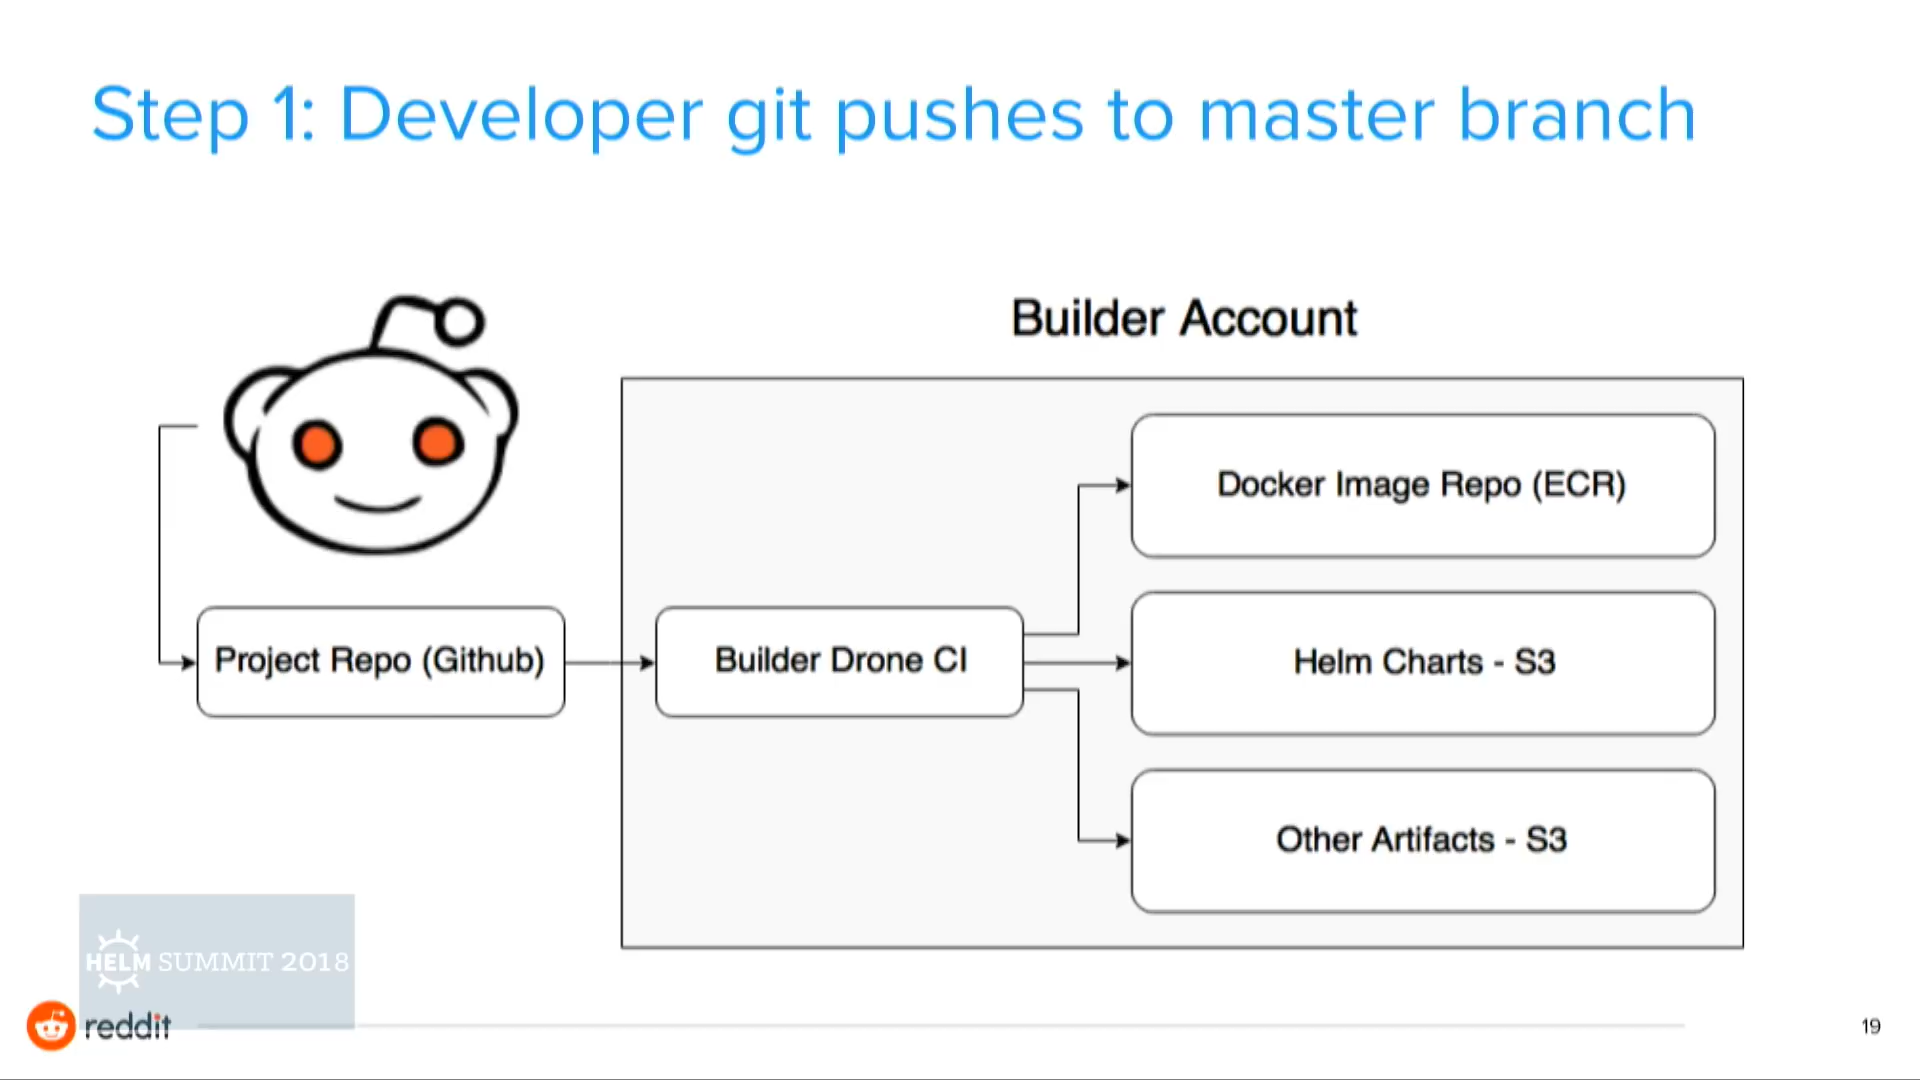 Step 1: Developer git pushes to master branch
Builder Account
Docker Image Repo (ECR)
Project Repo (Github)
Builder Drone CI
Helm Charts - S3
Other Artifacts - S3
HELM SUMMIT 2018
reddit
19